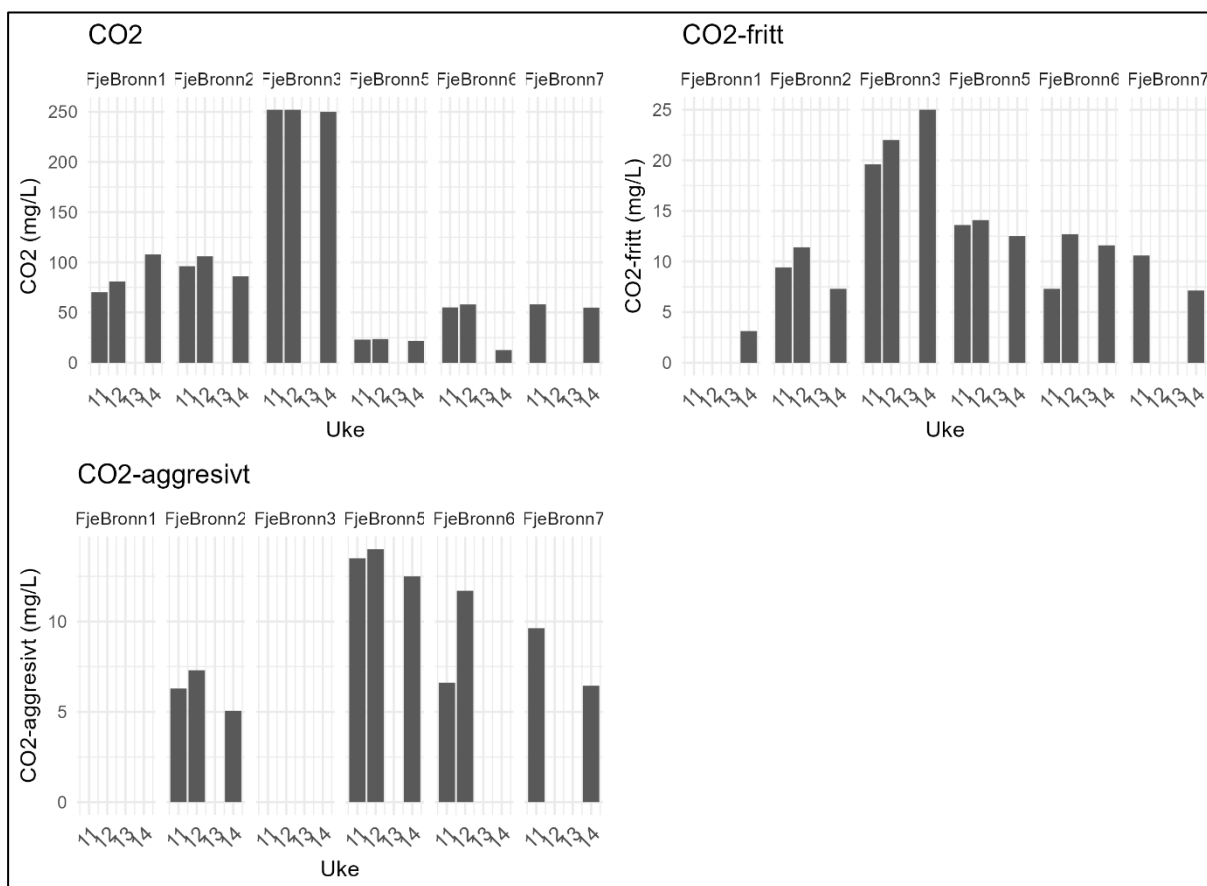 CO2
FjeBronn1 FjeBronn2 FjeBronn3 FjeBronn5 FjeBronn6 FjeBronn7
CO2 (mg/L)
250
200
150
100
50
0
11 12 13 14 11 12 13 14 11 12 13 14 11 12 13 14 11 12 13 14 11 12 13 14
Uke
CO2-fritt
FjeBronn1 FjeBronn2 FjeBronn3 FjeBronn5 FjeBronn6 FjeBronn7
CO2-fritt (mg/L)
25
20
15
10
5
0
11 12 13 14 11 12 13 14 11 12 13 14 11 12 13 14 11 12 13 14 11 12 13 14
Uke
CO2-aggresivt
FjeBronn1 FjeBronn2 FjeBronn3 FjeBronn5 FjeBronn6 FjeBronn7
CO2-aggresivt (mg/L)
10
5
0
11 12 13 14 11 12 13 14 11 12 13 14 11 12 13 14 11 12 13 14 11 12 13 14
Uke